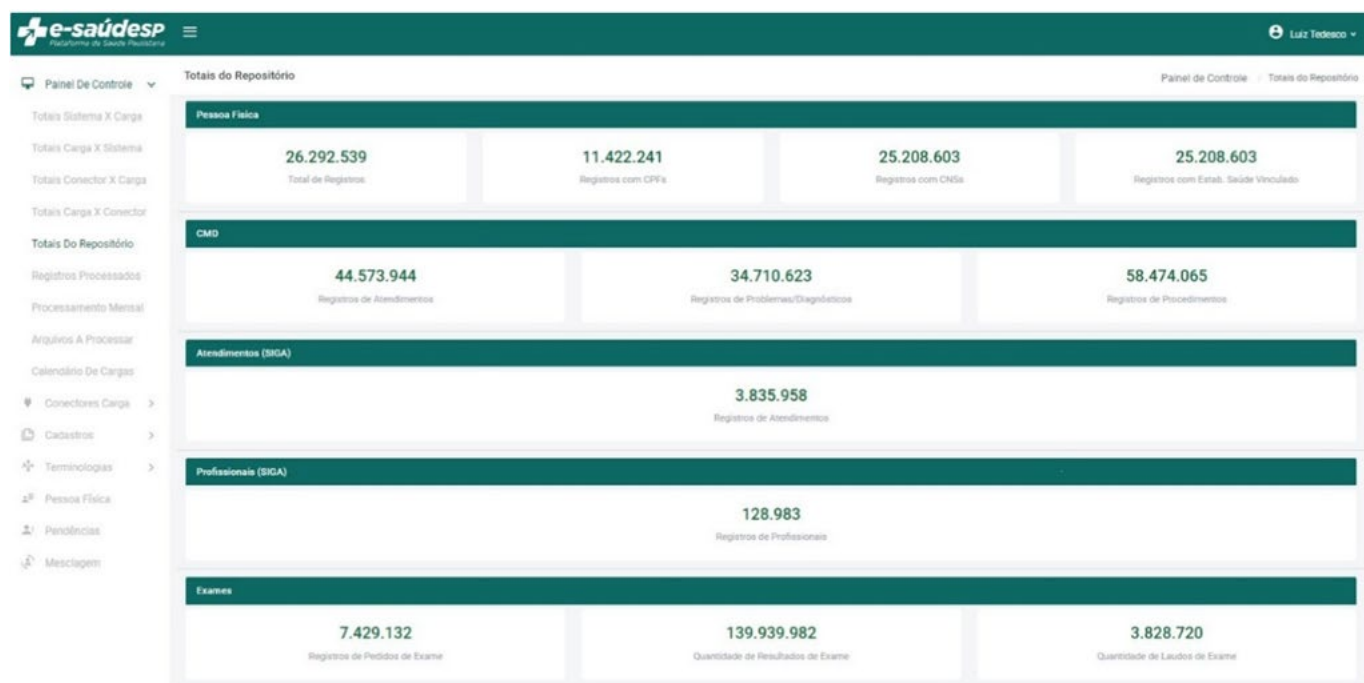 e-saúdesp
Plataforma da Saúde Paulistana
Luiz Tedesco
Painel De Controle
Totais Sistema X Carga
Totais Carga X Sistema
Totais Conector X Carga
Totais Carga X Conector
Totais Do Repositório
Registros Processados
Processamento Mensal
Arquivos A Processar
Calendário De Cargas
Conectores Carga
Cadastros
Terminologias
Pessoa Física
Pendências
Mesclagem
Totais do Repositório
Painel de Controle / Totais do Repositório
Pessoa Física
26.292.539
Total de Registros
11.422.241
Registros com CPFs
25.208.603
Registros com CNSs
25.208.603
Registros com Estab. Saúde Vinculado
CMD
44.573.944
Registros de Atendimentos
34.710.623
Registros de Problemas/Diagnósticos
58.474.065
Registros de Procedimentos
Atendimentos (SIGA)
3.835.958
Registros de Atendimentos
Profissionais (SIGA)
128.983
Registros de Profissionais
Exames
7.429.132
Registros de Pedidos de Exame
139.939.982
Quantidade de Resultados de Exame
3.828.720
Quantidade de Laudos de Exame